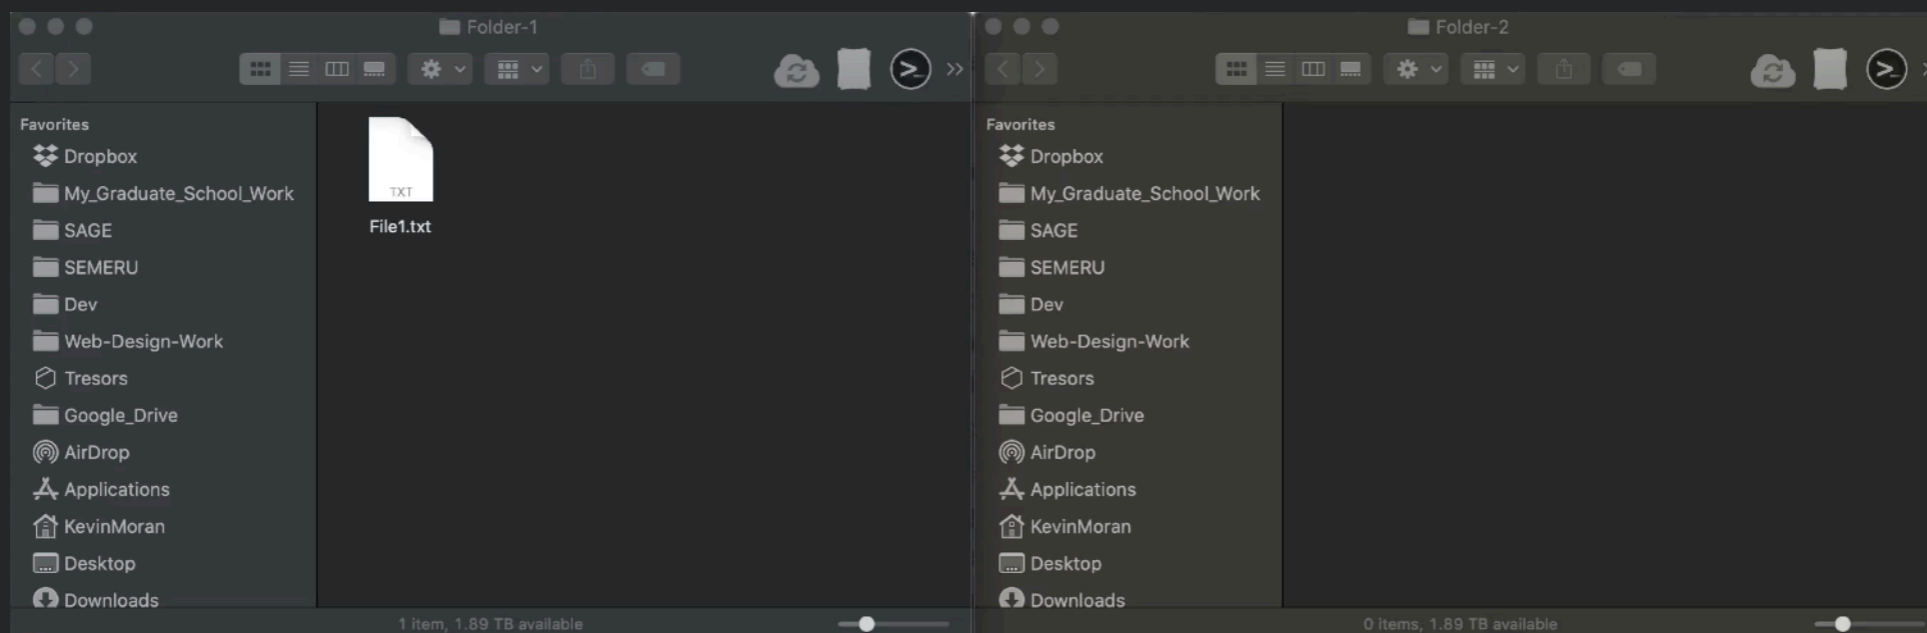 Folder-1
Favorites
Dropbox
My_Graduate_School_Work
SAGE
SEMERU
Dev
Web-Design-Work
Tresors
Google_Drive
AirDrop
Applications
KevinMoran
Desktop
Downloads
TXT
File1.txt
1 item, 1.89 TB available
Folder-2
Favorites
Dropbox
My_Graduate_School_Work
SAGE
SEMERU
Dev
Web-Design-Work
Tresors
Google_Drive
AirDrop
Applications
KevinMoran
Desktop
Downloads
0 items, 1.89 TB available